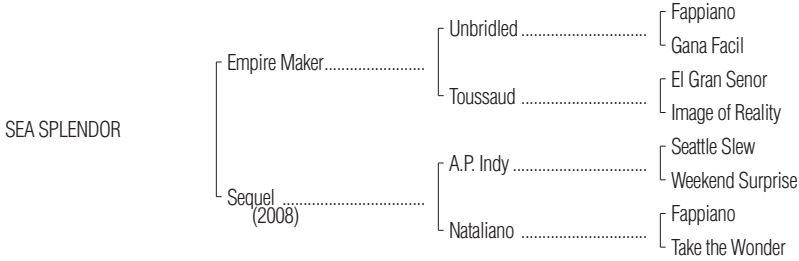 Fappiano
Unbridled ..............................
Gana Facil
Empire Maker........................
El Gran Senor
Toussaud ..............................
Image of Reality
SEA SPLENDOR
Seattle Slew
A.P. Indy ................................
Weekend Surprise
Sequel ..................................
(2008)
Fappiano
Nataliano ..............................
Take the Wonder